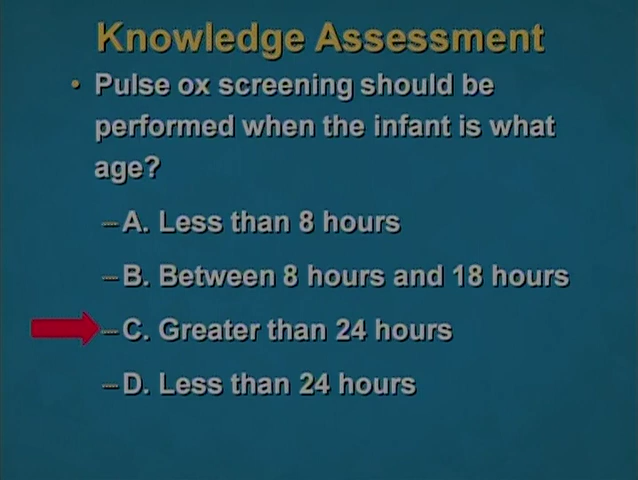 Knowledge Assessment
• Pulse ox screening should be
performed when the infant is what
age?
– A. Less than 8 hours
– B. Between 8 hours and 18 hours
– C. Greater than 24 hours
– D. Less than 24 hours